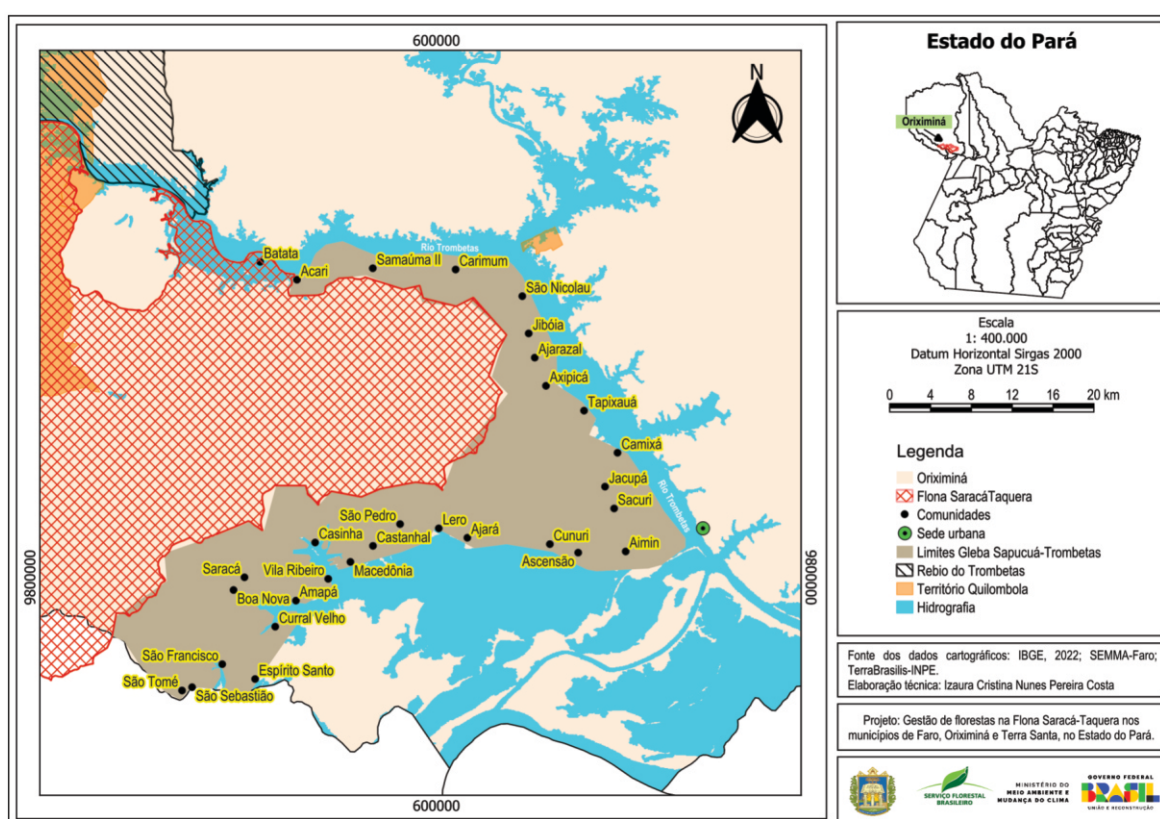 600000
N
Rio Trombetas
Batata
Samaúma II
Carimum
Acari
São Nicolau
Jibóia
Ajarazal
Axipicá
Tapixauá
Camixá
Jacupá
Sacuri
Rio Trombetas
São Pedro
Lero
Ajará
Casinha
Castanhal
Cunuri
Aimin
Ascensão
Macedônia
Saracá
Vila Ribeiro
Boa Nova
Amapá
Curral Velho
São Francisco
Espírito Santo
São Tomé
São Sebastião
9800000
9800000
600000
Estado do Pará
Oriximiná
Escala
1: 400.000
Datum Horizontal Sirgas 2000
Zona UTM 21S
0 4 8 12 16 20 km
Legenda
Oriximiná
Flona SaracáTaquera
Comunidades
Sede urbana
Limites Gleba Sapucuá-Trombetas
Rebio do Trombetas
Território Quilombola
Hidrografia
Fonte dos dados cartográficos: IBGE, 2022; SEMMA-Faro;
TerraBrasilis-INPE.
Elaboração técnica: Izaura Cristina Nunes Pereira Costa
Projeto: Gestão de florestas na Flona Saracá-Taquera nos
municípios de Faro, Oriximiná e Terra Santa, no Estado do Pará.
SERVIÇO FLORESTAL
BRASILEIRO
MINISTÉRIO DO
MEIO AMBIENTE E
MUDANÇA DO CLIMA
GOVERNO FEDERAL
BRASIL
UNIÃO E RECONSTRUÇÃO